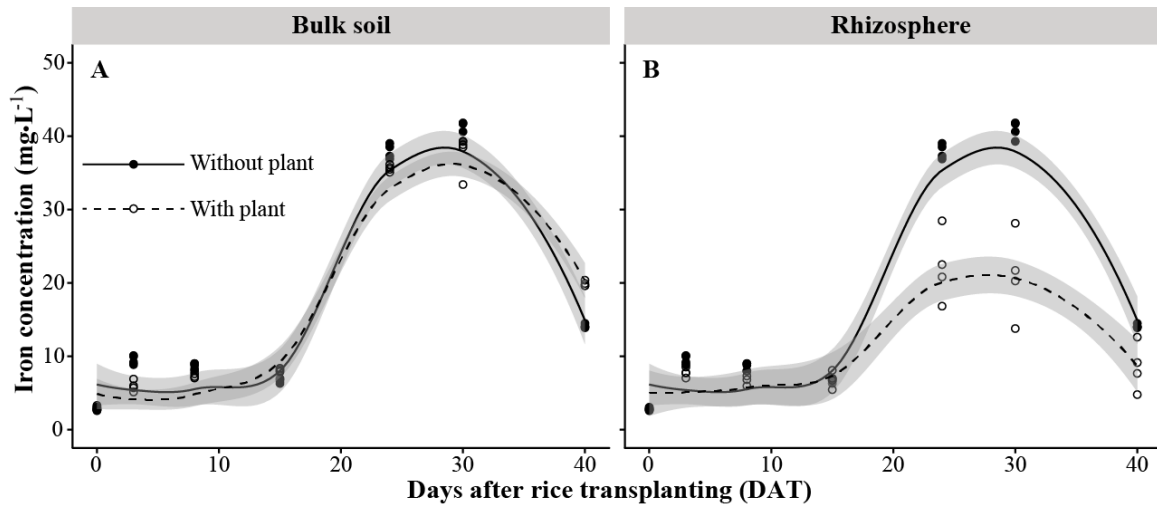 Bulk soil
Rhizosphere
A
B
Without plant
With plant
Iron concentration (mg·L⁻¹)
50
40
30
20
10
0
0 10 20 30 40
0 10 20 30 40
Days after rice transplanting (DAT)